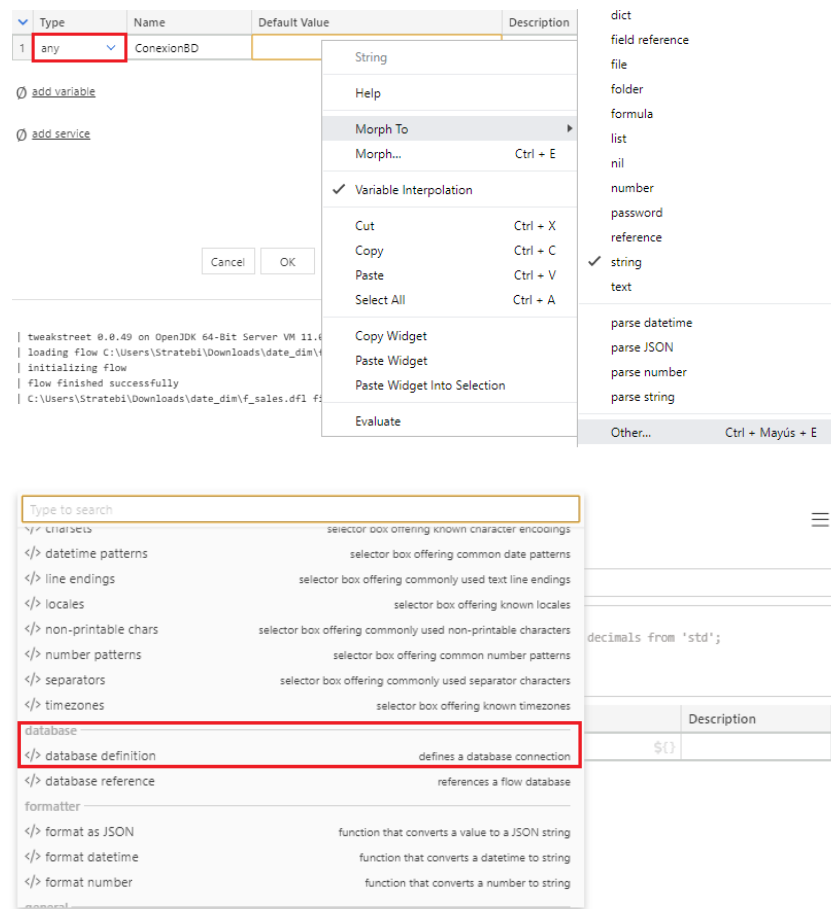 Type Name Default Value Description
1 any ConexionBD
add variable
add service
Cancel OK
| tweakstreet 0.0.49 on OpenJDK 64-Bit Server VM 11.
| loading flow C:\Users\Stratebi\Downloads\date_dim\
| initializing flow
| flow finished successfully
| C:\Users\Stratebi\Downloads\date_dim\f_sales.dfl
String
Help
Morph To
Morph... Ctrl + E
Variable Interpolation
Cut Ctrl + X
Copy Ctrl + C
Paste Ctrl + V
Select All Ctrl + A
Copy Widget
Paste Widget
Paste Widget Into Selection
Evaluate
dict
field reference
file
folder
formula
list
nil
number
password
reference
string
text
parse datetime
parse JSON
parse number
parse string
Other... Ctrl + Mayús + E
Type to search
</> charsets selector box offering known character encodings
</> datetime patterns selector box offering common date patterns
</> line endings selector box offering commonly used text line endings
</> locales selector box offering known locales
</> non-printable chars selector box offering commonly used non-printable characters
</> number patterns selector box offering common number patterns
</> separators selector box offering commonly used separator characters
</> timezones selector box offering known timezones
database
</> database definition defines a database connection
</> database reference references a flow database
formatter
</> format as JSON function that converts a value to a JSON string
</> format datetime function that converts a datetime to string
</> format number function that converts a number to string
general
decimals from 'std';
Description
${}